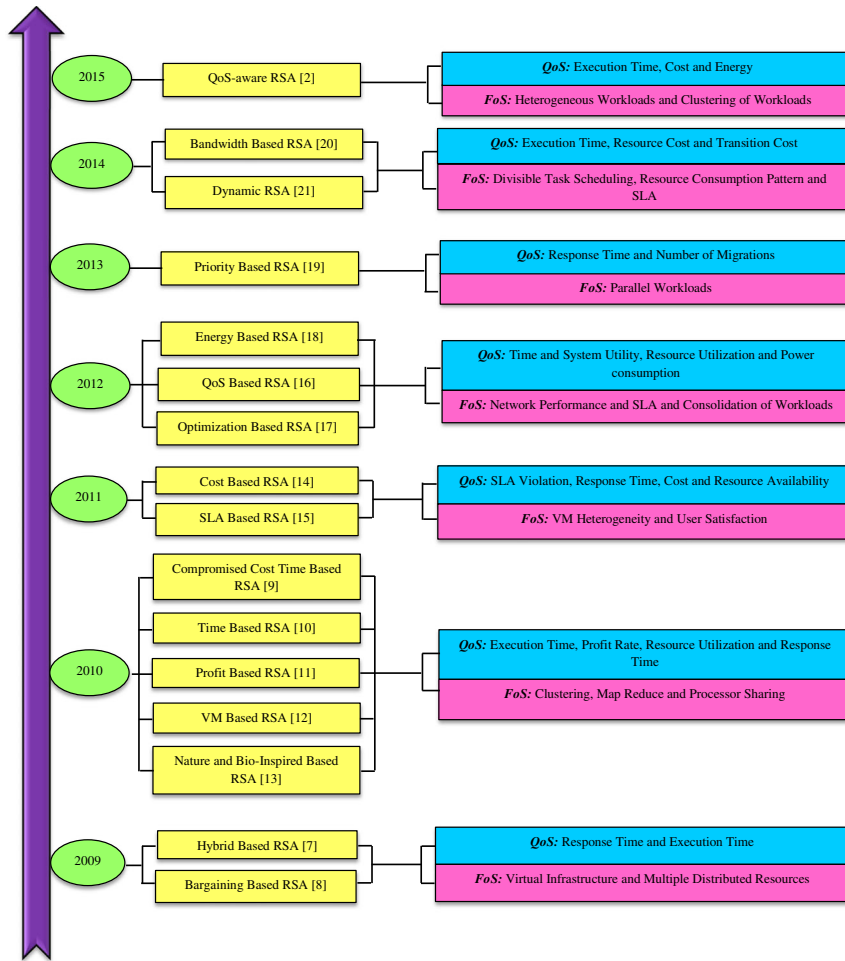 2015
QoS-aware RSA [2]
QoS: Execution Time, Cost and Energy
FoS: Heterogeneous Workloads and Clustering of Workloads
2014
Bandwidth Based RSA [20]
Dynamic RSA [21]
QoS: Execution Time, Resource Cost and Transition Cost
FoS: Divisible Task Scheduling, Resource Consumption Pattern and
SLA
2013
Priority Based RSA [19]
QoS: Response Time and Number of Migrations
FoS: Parallel Workloads
2012
Energy Based RSA [18]
QoS Based RSA [16]
Optimization Based RSA [17]
QoS: Time and System Utility, Resource Utilization and Power
consumption
FoS: Network Performance and SLA and Consolidation of Workloads
2011
Cost Based RSA [14]
SLA Based RSA [15]
QoS: SLA Violation, Response Time, Cost and Resource Availability
FoS: VM Heterogeneity and User Satisfaction
2010
Compromised Cost Time Based
RSA [9]
Time Based RSA [10]
Profit Based RSA [11]
VM Based RSA [12]
Nature and Bio-Inspired Based
RSA [13]
QoS: Execution Time, Profit Rate, Resource Utilization and Response
Time
FoS: Clustering, Map Reduce and Processor Sharing
2009
Hybrid Based RSA [7]
Bargaining Based RSA [8]
QoS: Response Time and Execution Time
FoS: Virtual Infrastructure and Multiple Distributed Resources